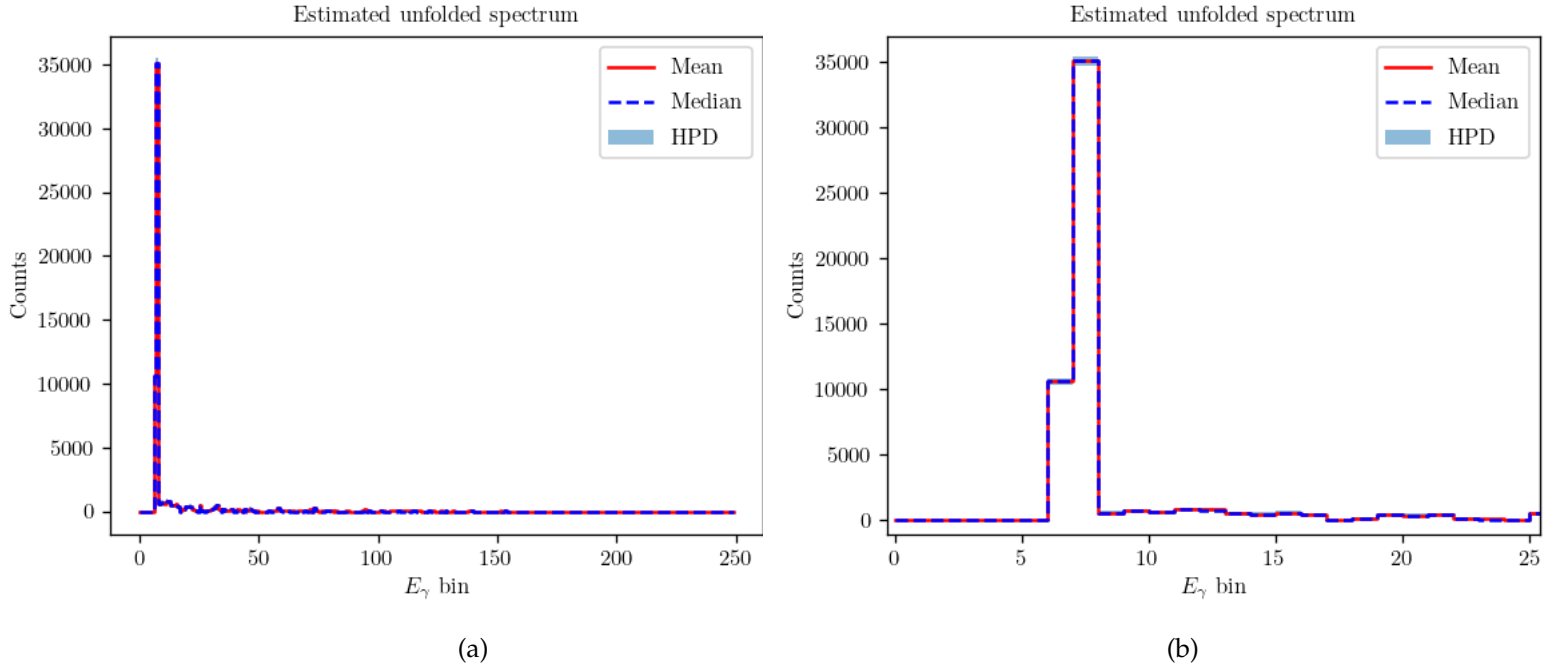 Estimated unfolded spectrum
35000
30000
25000
20000
15000
10000
5000
0
Counts
Mean
Median
HPD
0 50 100 150 200 250
E_γ bin
(a)
Estimated unfolded spectrum
35000
30000
25000
20000
15000
10000
5000
0
Counts
Mean
Median
HPD
0 5 10 15 20 25
E_γ bin
(b)